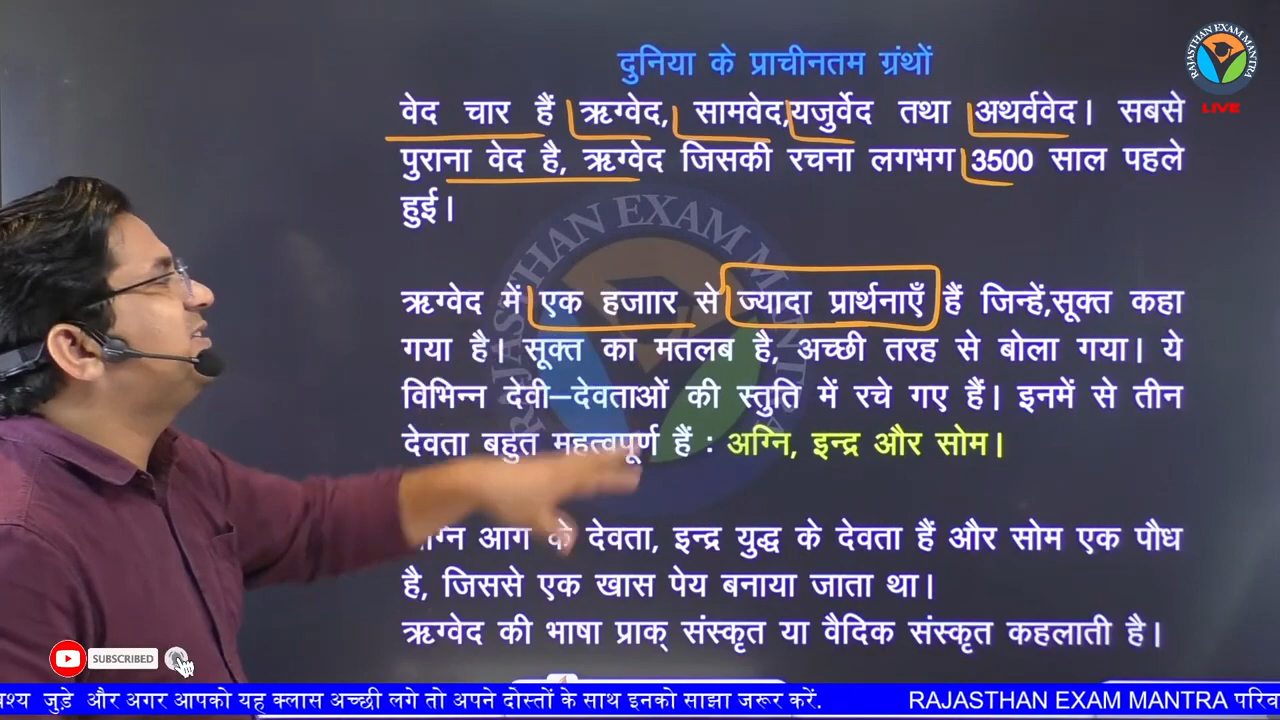 दुनिया के प्राचीनतम ग्रंथों
वेद चार हैं ऋग्वेद, सामवेद,यजुर्वेद तथा अथर्ववेद। सबसे
पुराना वेद है, ऋग्वेद जिसकी रचना लगभग 3500 साल पहले
हुई।
ऋग्वेद में एक हजाार से ज्यादा प्रार्थनाएँ हैं जिन्हें,सूक्त कहा
गया है। सूक्त का मतलब है, अच्छी तरह से बोला गया। ये
विभिन्न देवी–देवताओं की स्तुति में रचे गए हैं। इनमें से तीन
देवता बहुत महत्वपूर्ण हैं : अग्नि, इन्द्र और सोम।
आग के देवता, इन्द्र युद्ध के देवता हैं और सोम एक पौध
है, जिससे एक खास पेय बनाया जाता था।
ऋग्वेद की भाषा प्राक् संस्कृत या वैदिक संस्कृत कहलाती है।
RAJASTHAN EXAM MANTRA
LIVE
RAJASTHAN EXAM MANTRA
SUBSCRIBED
जुड़े और अगर आपको यह क्लास अच्छी लगे तो अपने दोस्तों के साथ इनको साझा जरूर करें. RAJASTHAN EXAM MANTRA